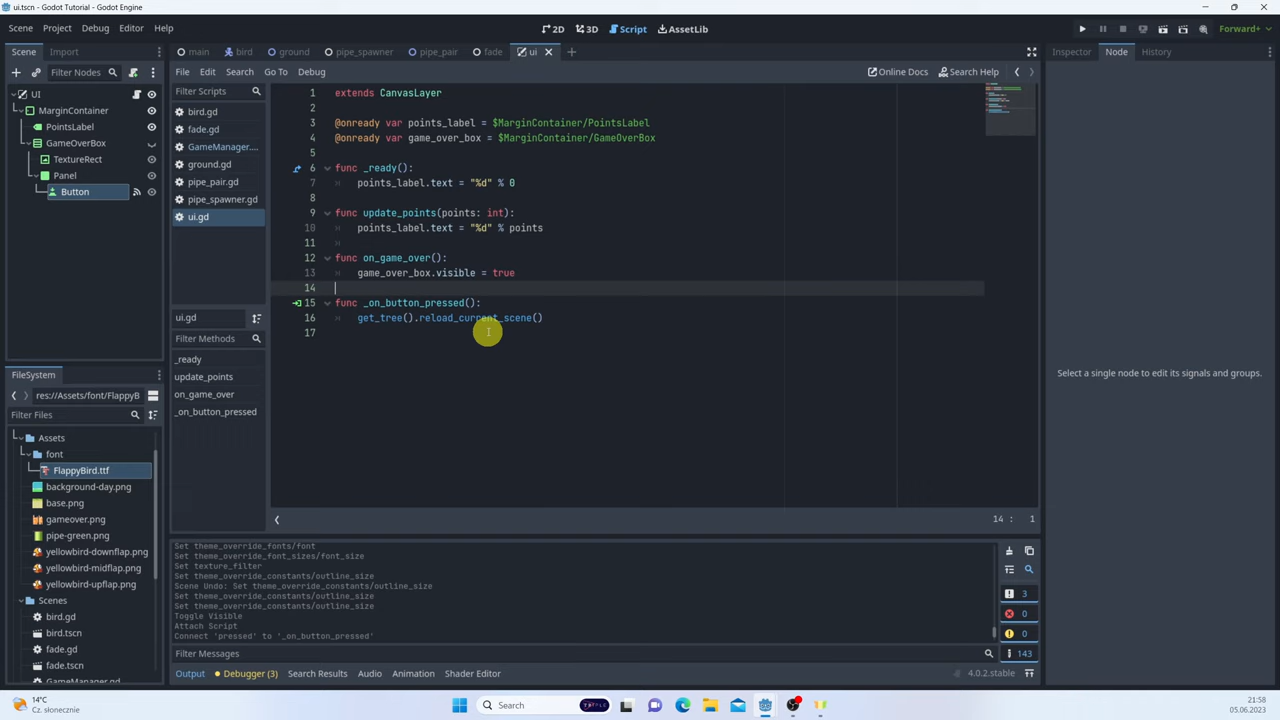 ui.tscn - Godot Tutorial - Godot Engine
Scene Project Debug Editor Help
2D 3D Script AssetLib
Forward+
Scene Import
main bird ground pipe_spawner pipe_pair fade ui
Inspector Node History
Filter Nodes
File Edit Search Go To Debug
Online Docs Search Help
UI
MarginContainer
PointsLabel
GameOverBox
TextureRect
Panel
Button
Filter Scripts
bird.gd
fade.gd
GameManager....
ground.gd
pipe_pair.gd
pipe_spawner.gd
ui.gd
ui.gd
Filter Methods
_ready
update_points
on_game_over
_on_button_pressed
1 extends CanvasLayer
2
3 @onready var points_label = $MarginContainer/PointsLabel
4 @onready var game_over_box = $MarginContainer/GameOverBox
5
6 func _ready():
7 points_label.text = "%d" % 0
8
9 func update_points(points: int):
10 points_label.text = "%d" % points
11
12 func on_game_over():
13 game_over_box.visible = true
14
15 func _on_button_pressed():
16 get_tree().reload_current_scene()
17
14 : 1
Select a single node to edit its signals and groups.
FileSystem
res://Assets/font/FlappyB
Filter Files
Assets
font
FlappyBird.ttf
background-day.png
base.png
gameover.png
pipe-green.png
yellowbird-downflap.png
yellowbird-midflap.png
yellowbird-upflap.png
Scenes
bird.gd
bird.tscn
fade.gd
fade.tscn
GameManager.gd
Set theme_override_fonts/font
Set theme_override_font_sizes/font_size
Set texture_filter
Set theme_override_constants/outline_size
Scene Undo: Set theme_override_constants/outline_size
Set theme_override_constants/outline_size
Set theme_override_constants/outline_size
Toggle Visible
Attach Script
Connect 'pressed' to '_on_button_pressed'
3
0
0
143
Filter Messages
Output Debugger (3) Search Results Audio Animation Shader Editor
4.0.2.stable
14°C
Cz. słonecznie
Search
21:58
05.06.2023